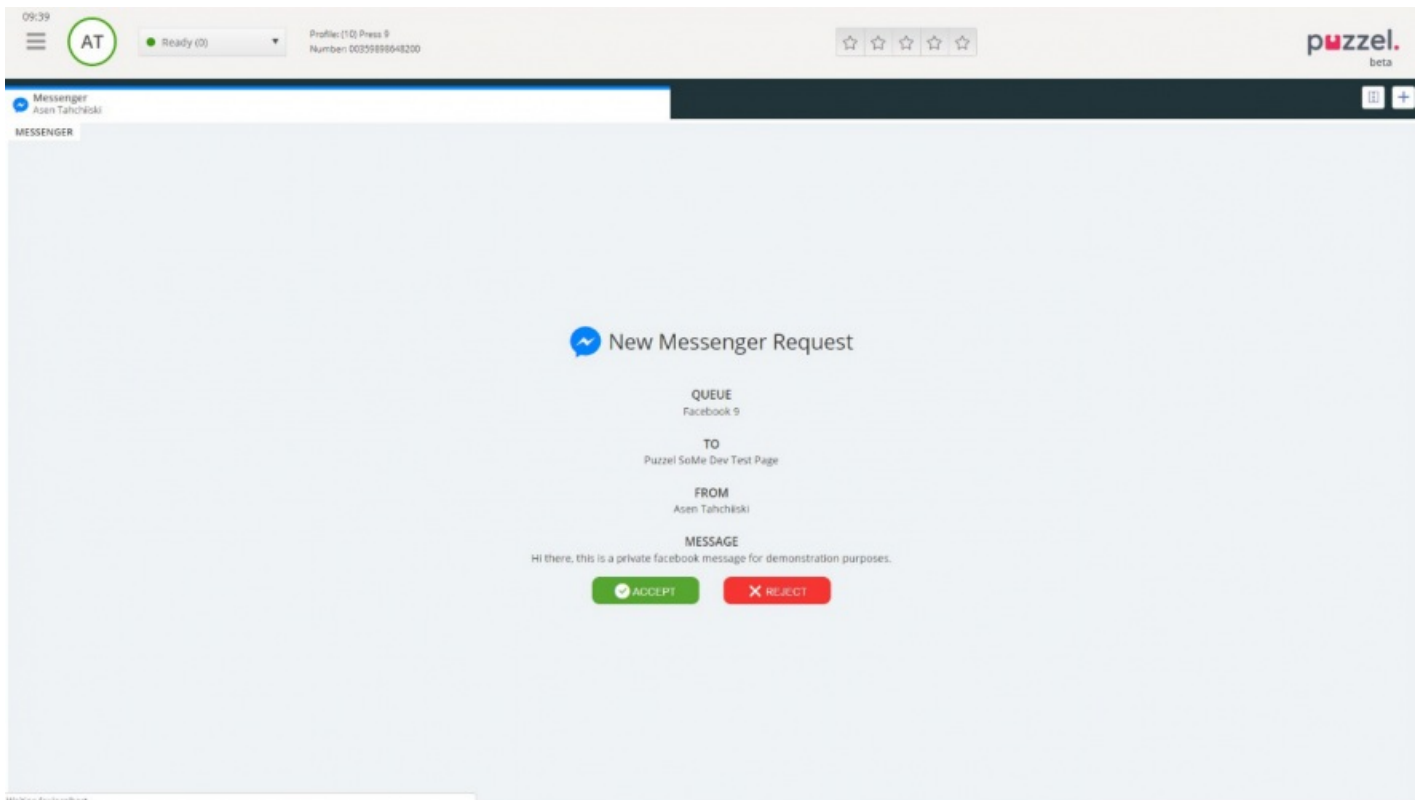 09:39
AT
Ready (0)
Profile: (10) Press 9
Number: 00359898648200
puzzel.
beta
Messenger
Asen Tahchiiski
MESSENGER
New Messenger Request
QUEUE
Facebook 9
TO
Puzzel SoMe Dev Test Page
FROM
Asen Tahchiiski
MESSAGE
Hi there, this is a private facebook message for demonstration purposes.
ACCEPT
REJECT